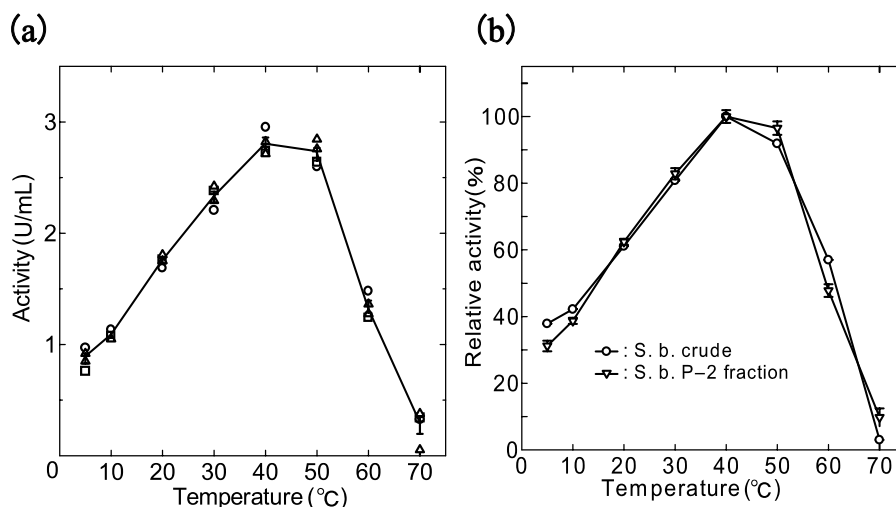 (a)
3
2
1
0
10 20 30 40 50 60 70
Activity (U/mL)
Temperature (°C)
(b)
100
80
60
40
20
0
0 10 20 30 40 50 60 70
Relative activity(%)
Temperature(°C)
: S. b. crude
: S. b. P–2 fraction